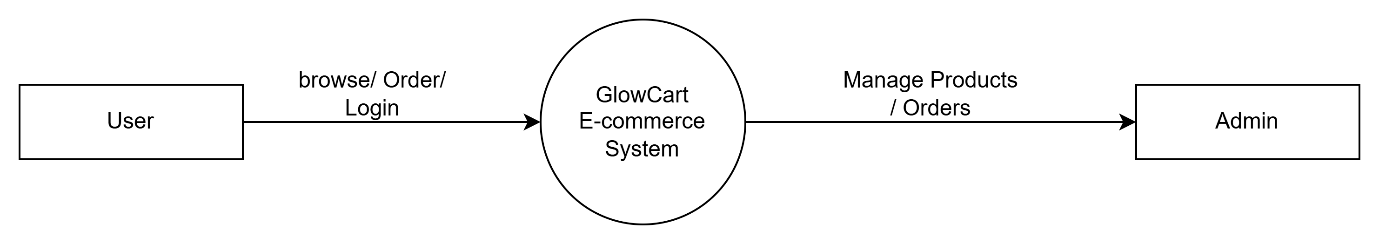 User
browse/ Order/
Login
GlowCart
E-commerce
System
Manage Products
/ Orders
Admin